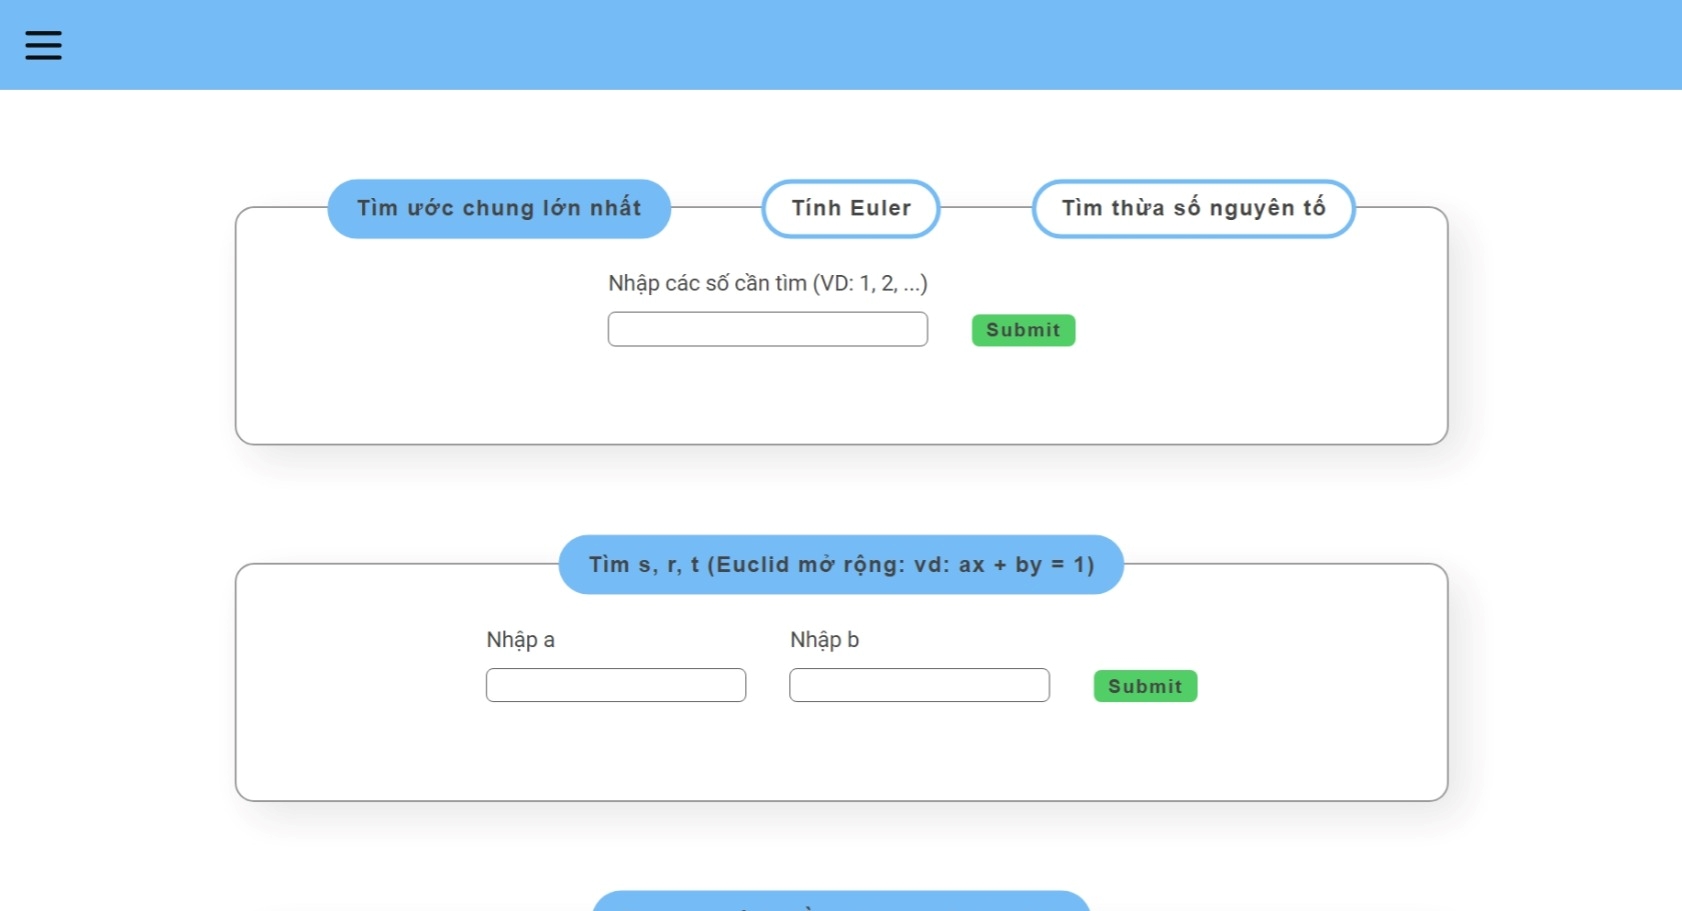 Tìm ước chung lớn nhất
Tính Euler
Tìm thừa số nguyên tố
Nhập các số cần tìm (VD: 1, 2, ...)
Submit
Tìm s, r, t (Euclid mở rộng: vd: ax + by = 1)
Nhập a
Nhập b
Submit